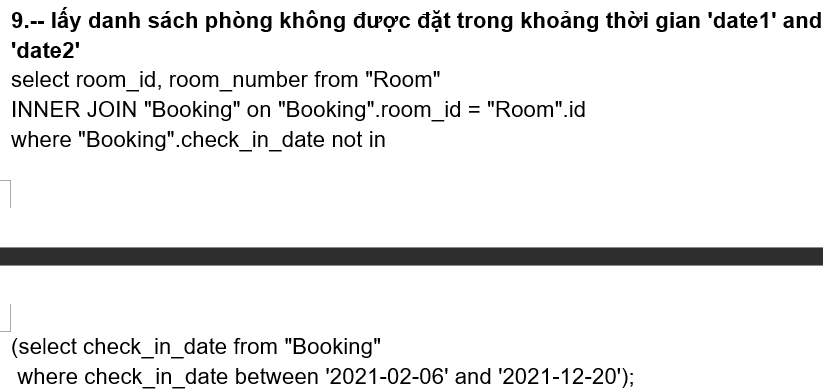 9.-- lấy danh sách phòng không được đặt trong khoảng thời gian 'date1' and
'date2'
select room_id, room_number from "Room"
INNER JOIN "Booking" on "Booking".room_id = "Room".id
where "Booking".check_in_date not in
(select check_in_date from "Booking"
where check_in_date between '2021-02-06' and '2021-12-20');